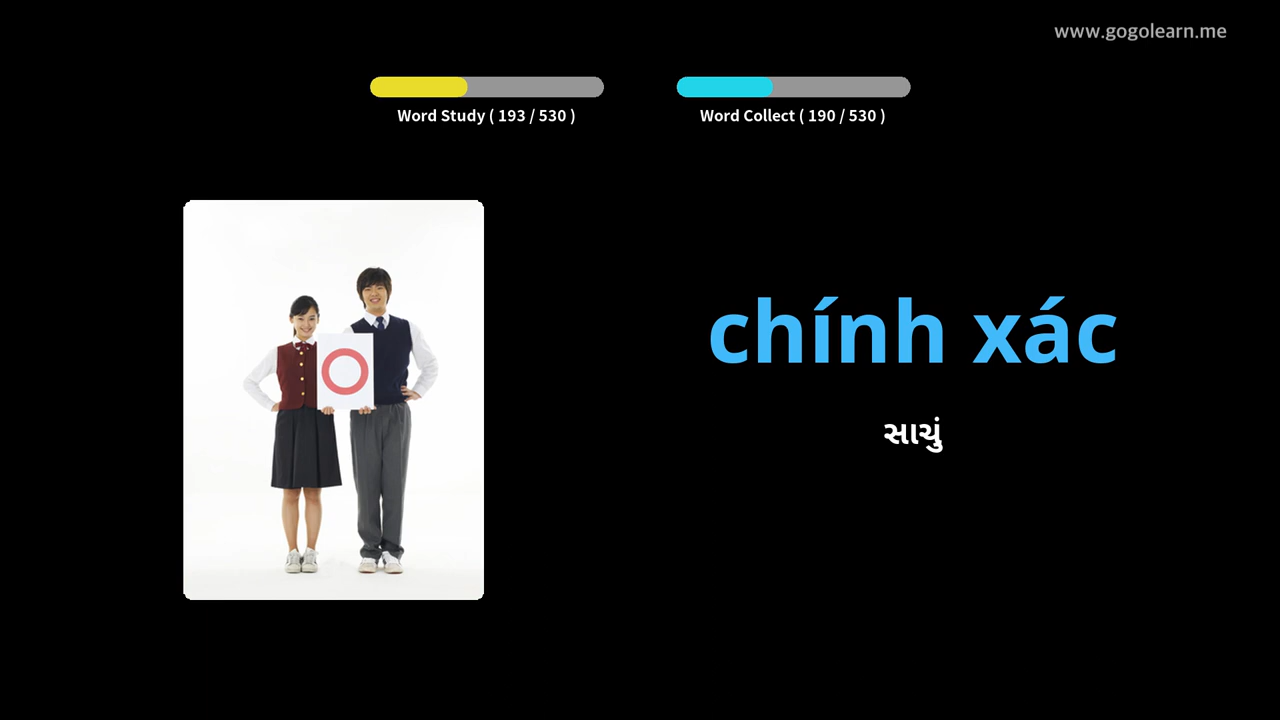 www.gogolearn.me
Word Study ( 193 / 530 )
Word Collect ( 190 / 530 )
chính xác
સાચું